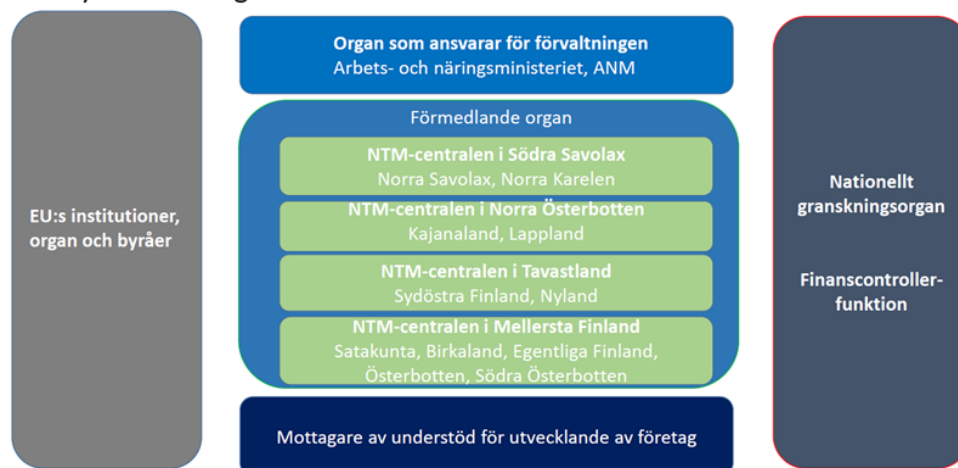 EU:s institutioner,
organ och byråer
Organ som ansvarar för förvaltningen
Arbets- och näringsministeriet, ANM
Förmedlande organ
NTM-centralen i Södra Savolax
Norra Savolax, Norra Karelen
NTM-centralen i Norra Österbotten
Kajanaland, Lappland
NTM-centralen i Tavastland
Sydöstra Finland, Nyland
NTM-centralen i Mellersta Finland
Satakunta, Birkaland, Egentliga Finland,
Österbotten, Södra Österbotten
Mottagare av understöd för utvecklande av företag
Nationellt
granskningsorgan
Finanscontroller-
funktion